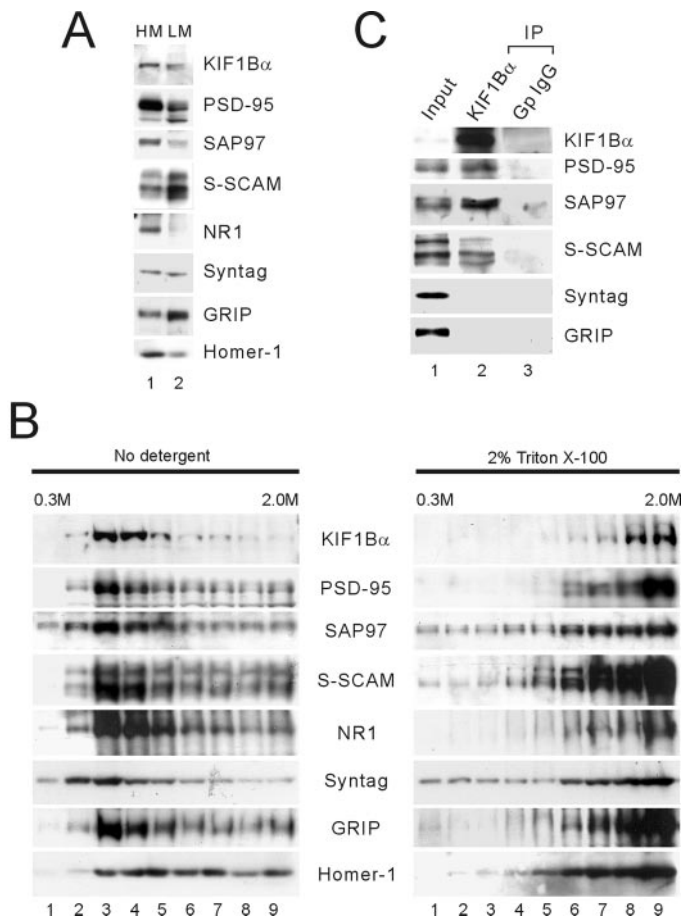 A
HM LM
KIF1Bα
PSD-95
SAP97
S-SCAM
NR1
Syntag
GRIP
Homer-1
1 2
C
IP
Input KIF1Bα Gp IgG
KIF1Bα
PSD-95
SAP97
S-SCAM
Syntag
GRIP
1 2 3
B
No detergent 2% Triton X-100
0.3M 2.0M 0.3M 2.0M
KIF1Bα
PSD-95
SAP97
S-SCAM
NR1
Syntag
GRIP
Homer-1
1 2 3 4 5 6 7 8 9 1 2 3 4 5 6 7 8 9